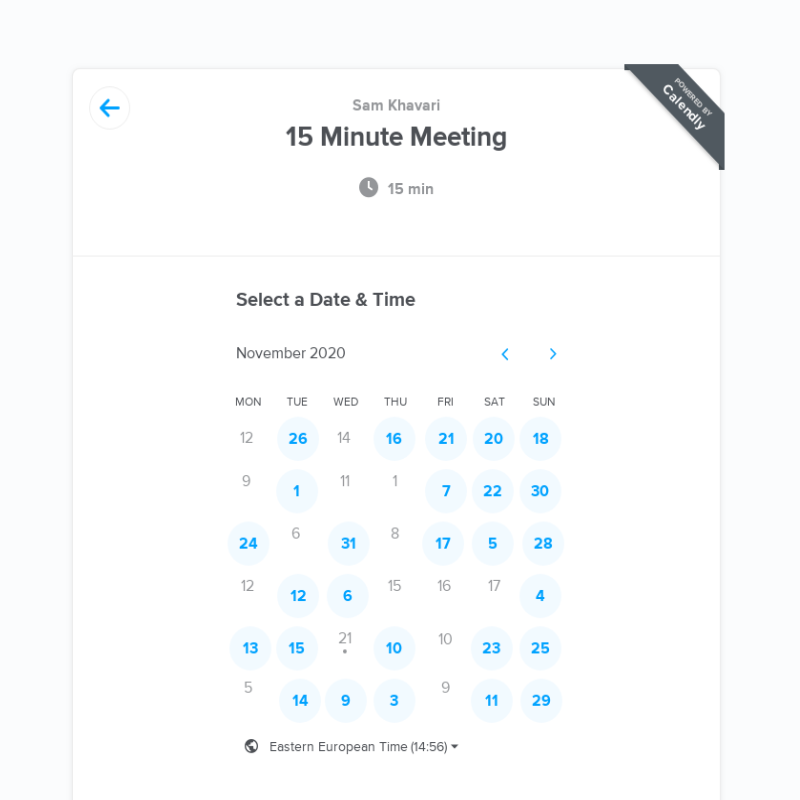 POWERED BY
Calendly
Sam Khavari
15 Minute Meeting
15 min
Select a Date & Time
November 2020
MON TUE WED THU FRI SAT SUN
12 26 14 16 21 20 18
9 1 11 1 7 22 30
24 6 31 8 17 5 28
12 12 6 15 16 17 4
13 15 21 10 10 23 25
5 14 9 3 9 11 29
Eastern European Time (14:56)